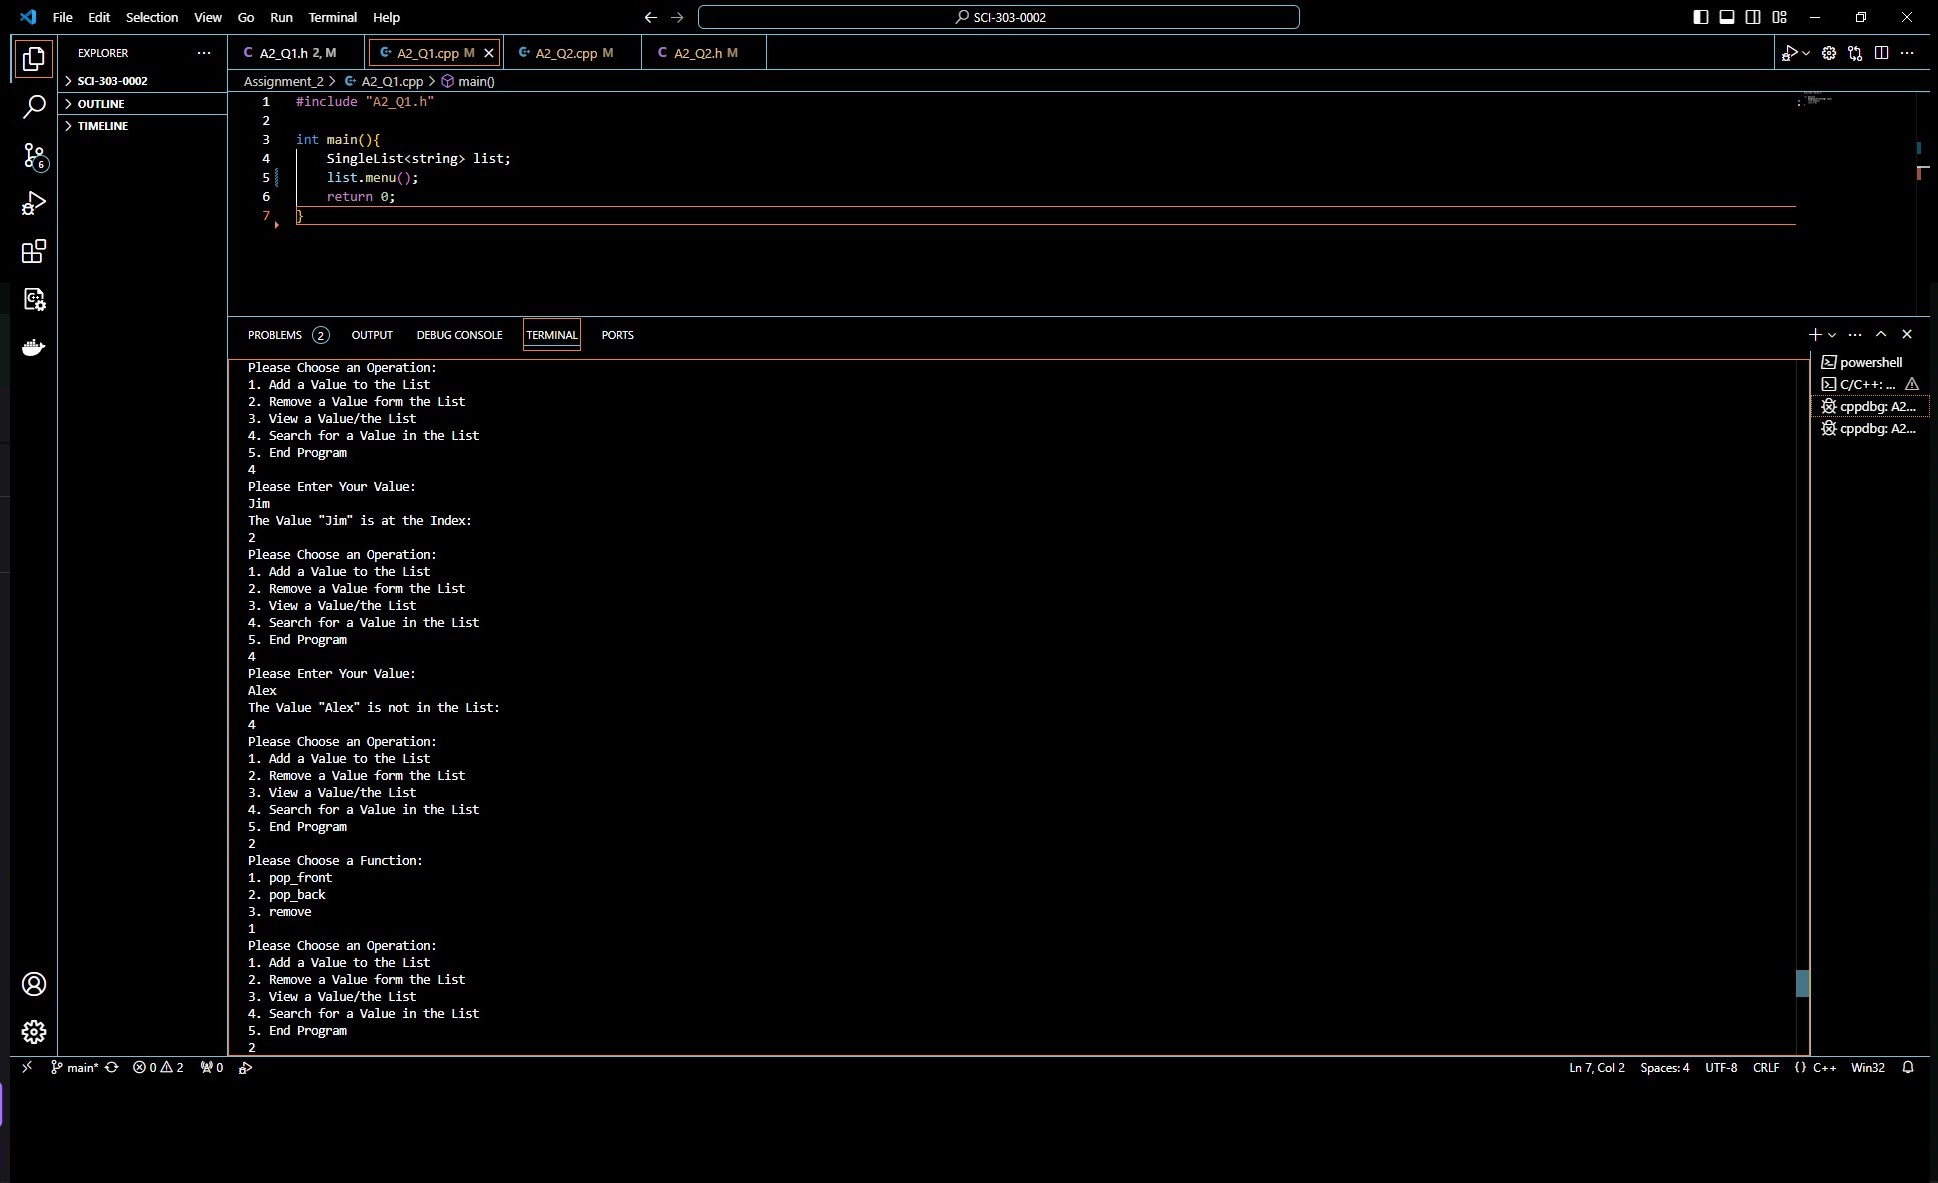 File Edit Selection View Go Run Terminal Help
SCI-303-0002
EXPLORER
SCI-303-0002
OUTLINE
TIMELINE
6
A2_Q1.h 2, M
A2_Q1.cpp M
A2_Q2.cpp M
A2_Q2.h M
Assignment_2 > A2_Q1.cpp > main()
1 #include "A2_Q1.h"
2
3 int main(){
4 SingleList<string> list;
5 list.menu();
6 return 0;
7 }
PROBLEMS 2 OUTPUT DEBUG CONSOLE TERMINAL PORTS
Please Choose an Operation:
1. Add a Value to the List
2. Remove a Value form the List
3. View a Value/the List
4. Search for a Value in the List
5. End Program
4
Please Enter Your Value:
Jim
The Value "Jim" is at the Index:
2
Please Choose an Operation:
1. Add a Value to the List
2. Remove a Value form the List
3. View a Value/the List
4. Search for a Value in the List
5. End Program
4
Please Enter Your Value:
Alex
The Value "Alex" is not in the List:
4
Please Choose an Operation:
1. Add a Value to the List
2. Remove a Value form the List
3. View a Value/the List
4. Search for a Value in the List
5. End Program
2
Please Choose a Function:
1. pop_front
2. pop_back
3. remove
1
Please Choose an Operation:
1. Add a Value to the List
2. Remove a Value form the List
3. View a Value/the List
4. Search for a Value in the List
5. End Program
2
powershell
C/C++: ...
cppdbg: A2...
cppdbg: A2...
main* 0 2 0
Ln 7, Col 2 Spaces: 4 UTF-8 CRLF {} C++ Win32